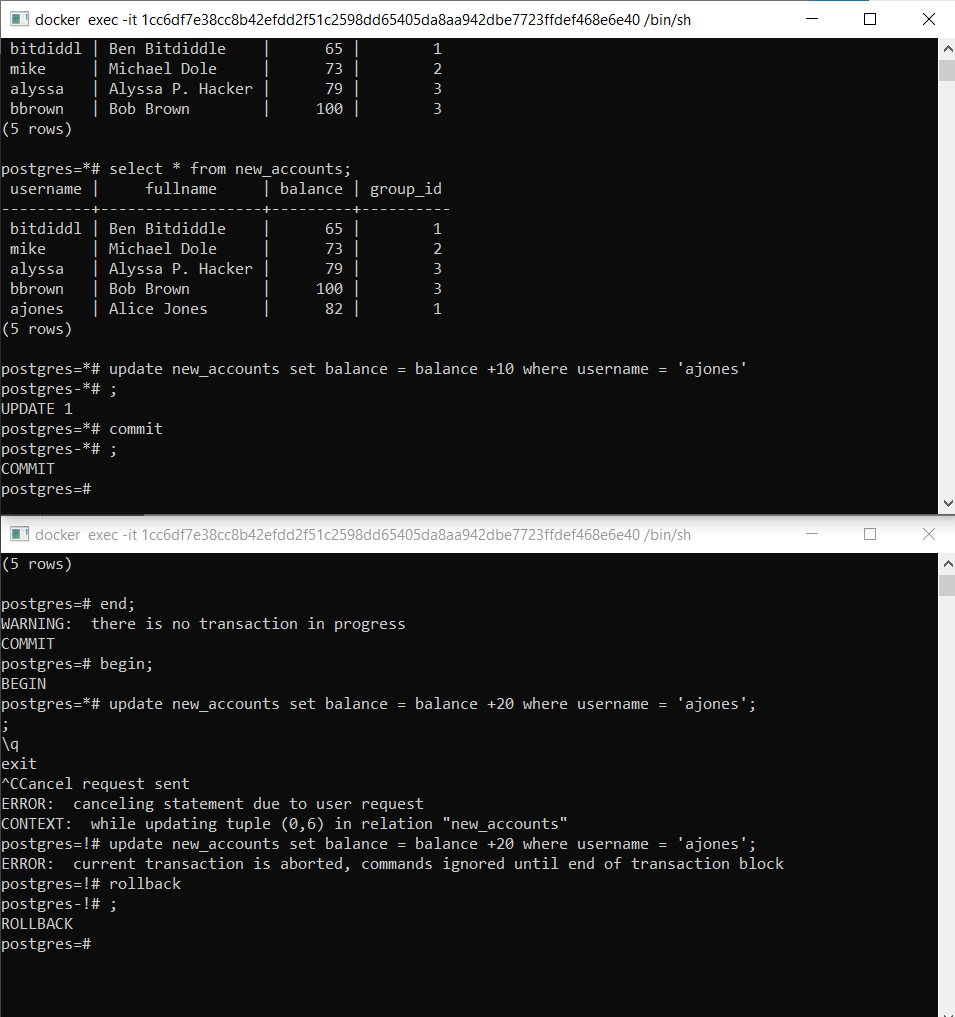 docker  exec -it 1cc6df7e38cc8b42efdd2f51c2598dd65405da8aa942dbe7723ffdef468e6e40 /bin/sh
 bitdiddl | Ben Bitdiddle    |      65 |        1
 mike     | Michael Dole     |      73 |        2
 alyssa   | Alyssa P. Hacker |      79 |        3
 bbrown   | Bob Brown        |     100 |        3
(5 rows)

postgres=*# select * from new_accounts;
 username |     fullname     | balance | group_id
----------+------------------+---------+----------
 bitdiddl | Ben Bitdiddle    |      65 |        1
 mike     | Michael Dole     |      73 |        2
 alyssa   | Alyssa P. Hacker |      79 |        3
 bbrown   | Bob Brown        |     100 |        3
 ajones   | Alice Jones      |      82 |        1
(5 rows)

postgres=*# update new_accounts set balance = balance +10 where username = 'ajones'
postgres-*# ;
UPDATE 1
postgres=*# commit
postgres-*# ;
COMMIT
postgres=#
docker  exec -it 1cc6df7e38cc8b42efdd2f51c2598dd65405da8aa942dbe7723ffdef468e6e40 /bin/sh
(5 rows)

postgres=# end;
WARNING:  there is no transaction in progress
COMMIT
postgres=# begin;
BEGIN
postgres=*# update new_accounts set balance = balance +20 where username = 'ajones';
;
\q
exit
^CCancel request sent
ERROR:  canceling statement due to user request
CONTEXT:  while updating tuple (0,6) in relation "new_accounts"
postgres=!# update new_accounts set balance = balance +20 where username = 'ajones';
ERROR:  current transaction is aborted, commands ignored until end of transaction block
postgres=!# rollback
postgres-!# ;
ROLLBACK
postgres=#